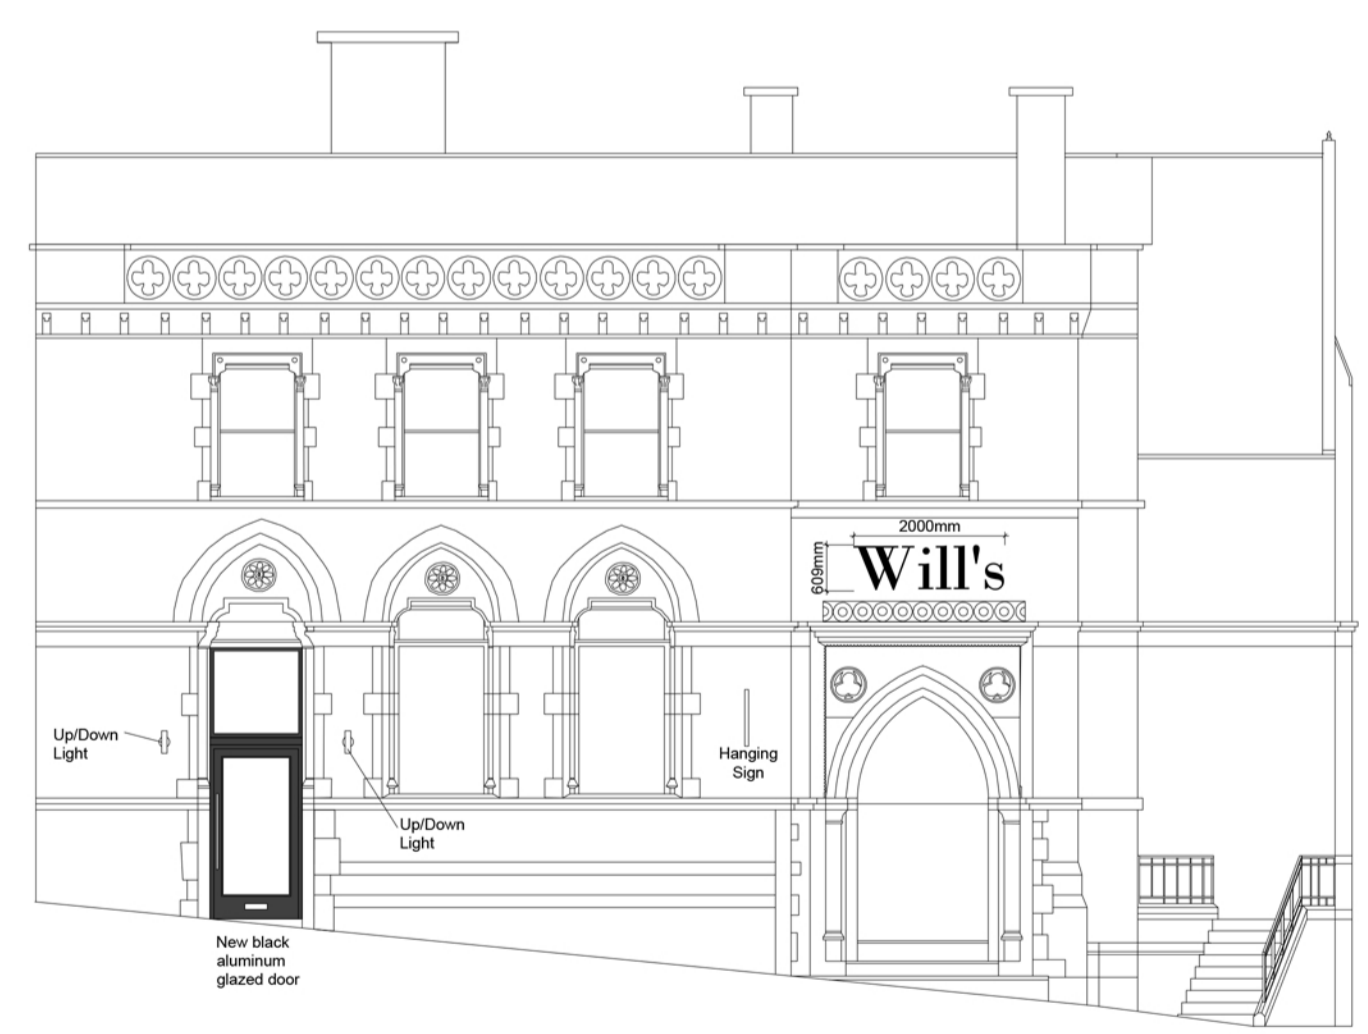 2000mm
609mm
Will's
Up/Down
Light
Hanging
Sign
Up/Down
Light
New black
aluminum
glazed door